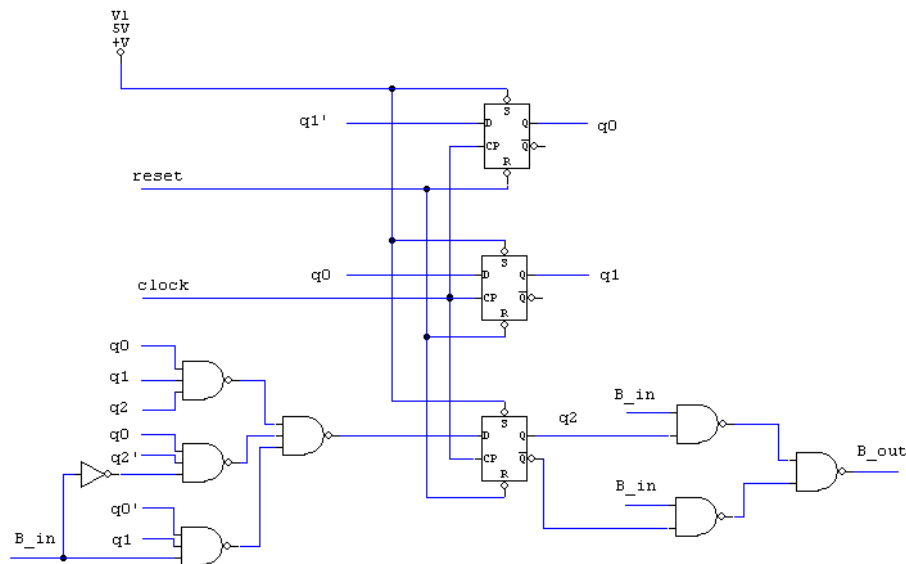 V1
5V
+V
S
q1' D Q q0
CP Q
R
reset
S
q0 D Q q1
clock CP Q
R
q0
q1
q2
S
B_in
q0 D Q q2
q2'
CP Q
B_out
R
B_in
q0'
B_in q1